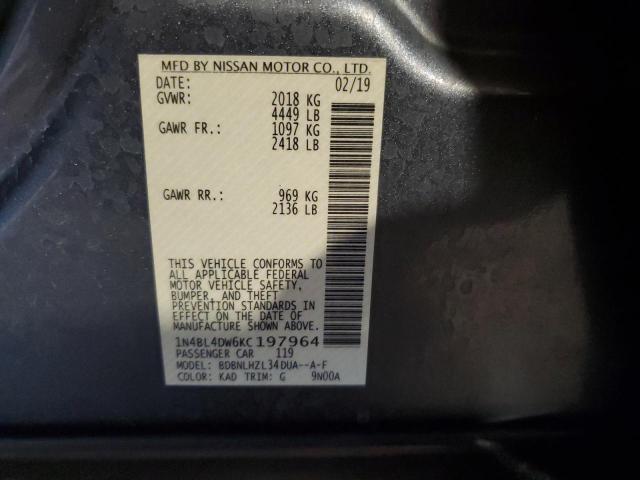 MFD BY NISSAN MOTOR CO., LTD.
DATE: 02/19
GVWR: 2018 KG
4449 LB
GAWR FR.: 1097 KG
2418 LB
GAWR RR.: 969 KG
2136 LB
THIS VEHICLE CONFORMS TO
ALL APPLICABLE FEDERAL
MOTOR VEHICLE SAFETY,
BUMPER, AND THEFT
PREVENTION STANDARDS IN
EFFECT ON THE DATE OF
MANUFACTURE SHOWN ABOVE.
1N4BL4DW6KC197964
PASSENGER CAR 119
MODEL: BDBNLHZL34DUA--A-F
COLOR: KAD TRIM: G 9N00A